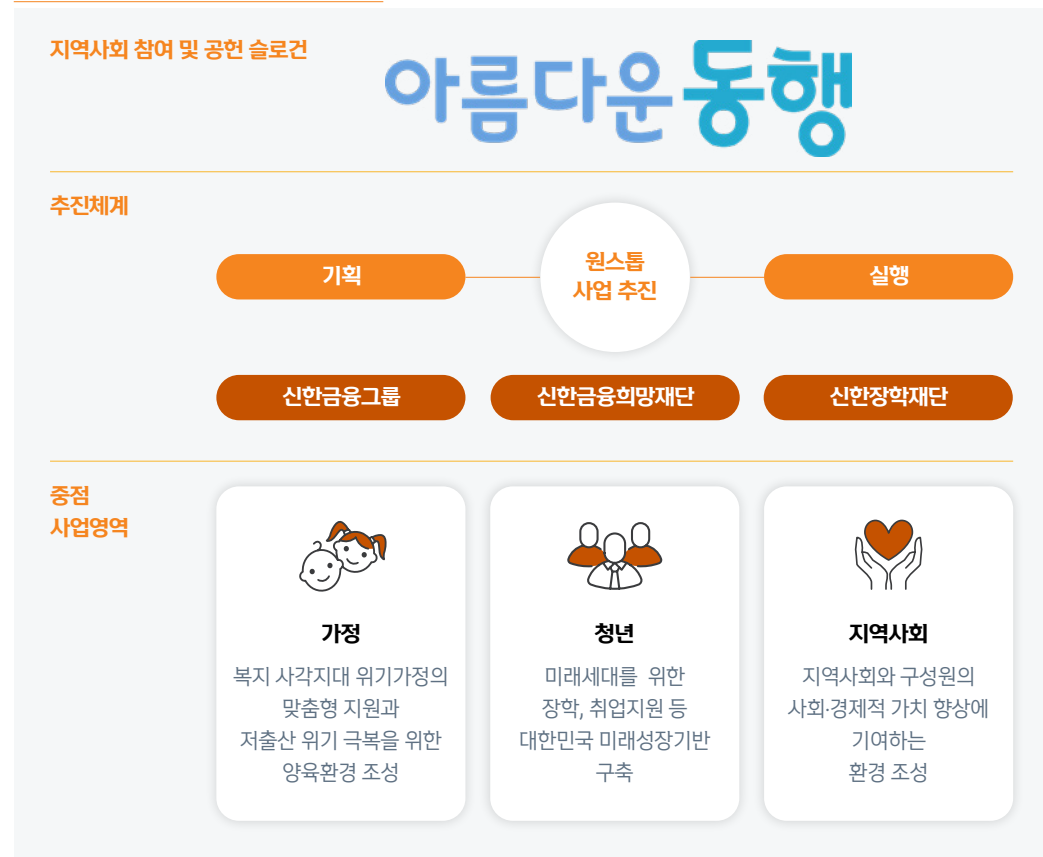 지역사회 참여 및 공헌 슬로건
아름다운동행
추진체계
기획
원스톱
사업 추진
실행
신한금융그룹
신한금융희망재단
신한장학재단
중점
사업영역
가정
복지 사각지대 위기가정의
맞춤형 지원과
저출산 위기 극복을 위한
양육환경 조성
청년
미래세대를 위한
장학, 취업지원 등
대한민국 미래성장기반
구축
지역사회
지역사회와 구성원의
사회·경제적 가치 향상에
기여하는
환경 조성